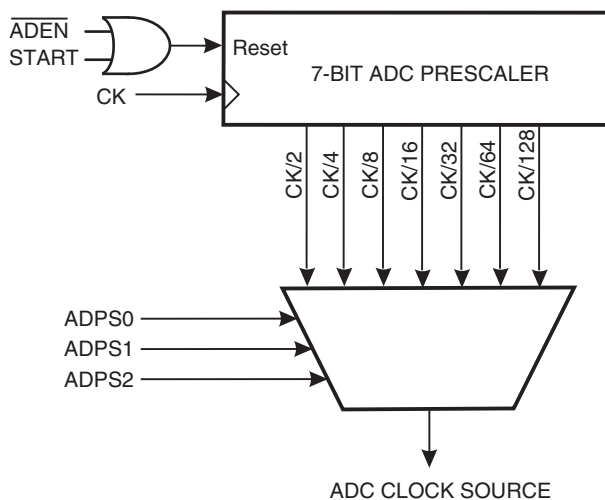 ADEN
START
CK
Reset
7-BIT ADC PRESCALER
CK/2
CK/4
CK/8
CK/16
CK/32
CK/64
CK/128
ADPS0
ADPS1
ADPS2
ADC CLOCK SOURCE